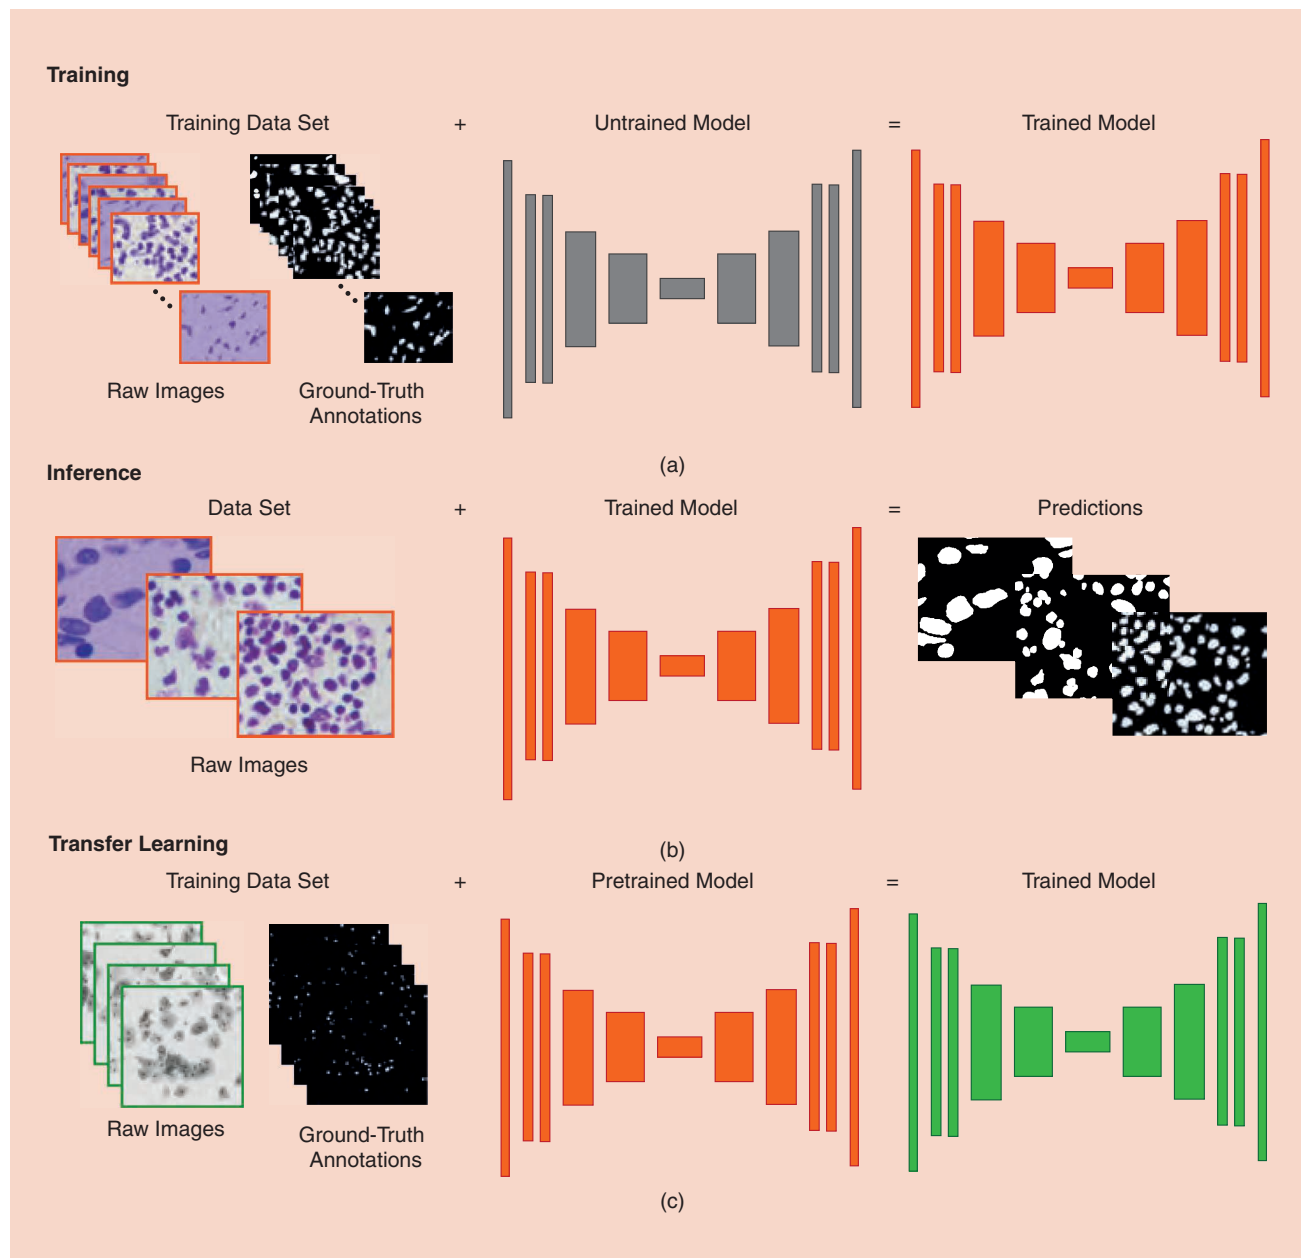 Training
Training Data Set + Untrained Model = Trained Model
Raw Images
Ground-Truth
Annotations
(a)
Inference
Data Set + Trained Model = Predictions
Raw Images
(b)
Transfer Learning
Training Data Set + Pretrained Model = Trained Model
Raw Images
Ground-Truth
Annotations
(c)